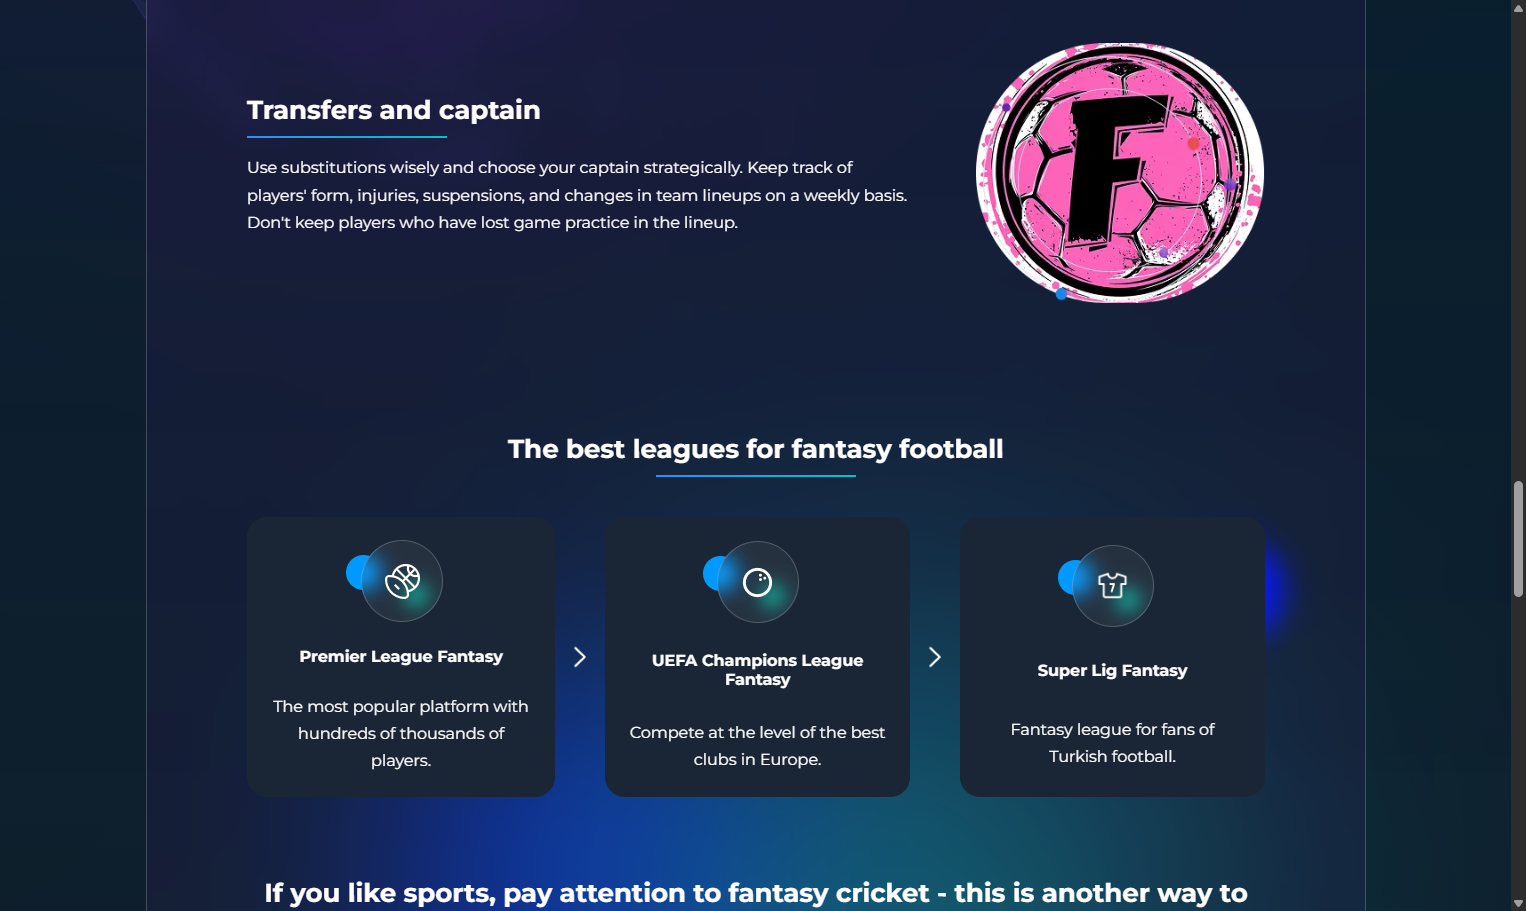 Transfers and captain
Use substitutions wisely and choose your captain strategically. Keep track of
players' form, injuries, suspensions, and changes in team lineups on a weekly basis.
Don't keep players who have lost game practice in the lineup.
F
The best leagues for fantasy football
7
Premier League Fantasy
The most popular platform with
hundreds of thousands of
players.
UEFA Champions League
Fantasy
Compete at the level of the best
clubs in Europe.
Super Lig Fantasy
Fantasy league for fans of
Turkish football.
If you like sports, pay attention to fantasy cricket - this is another way to